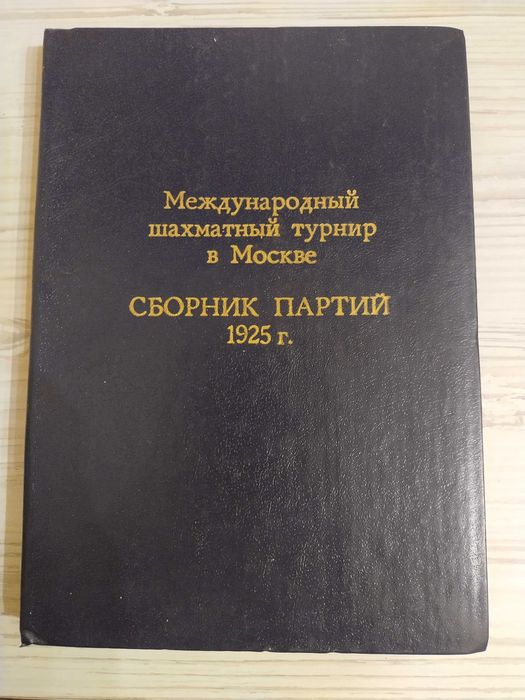 Международный
шахматный турнир
в Москве
СБОРНИК ПАРТИЙ
1925 г.